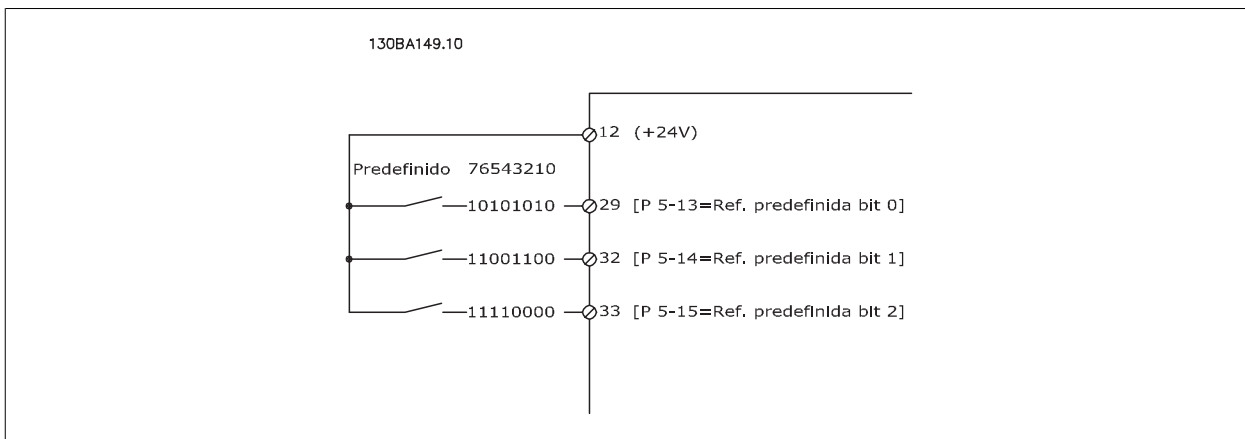 130BA149.10
12 (+24V)
Predefinido 76543210
10101010 29 [P 5-13=Ref. predefinida bit 0]
11001100 32 [P 5-14=Ref. predefinida bit 1]
11110000 33 [P 5-15=Ref. predefinida bit 2]